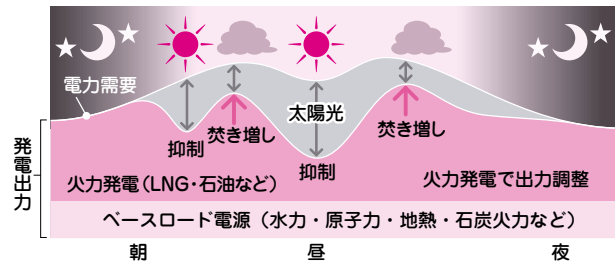 電力需要
太陽光
焚き増し
焚き増し
抑制
抑制
発電出力
火力発電（LNG・石油など）
火力発電で出力調整
ベースロード電源（水力・原子力・地熱・石炭火力など）
朝
昼
夜